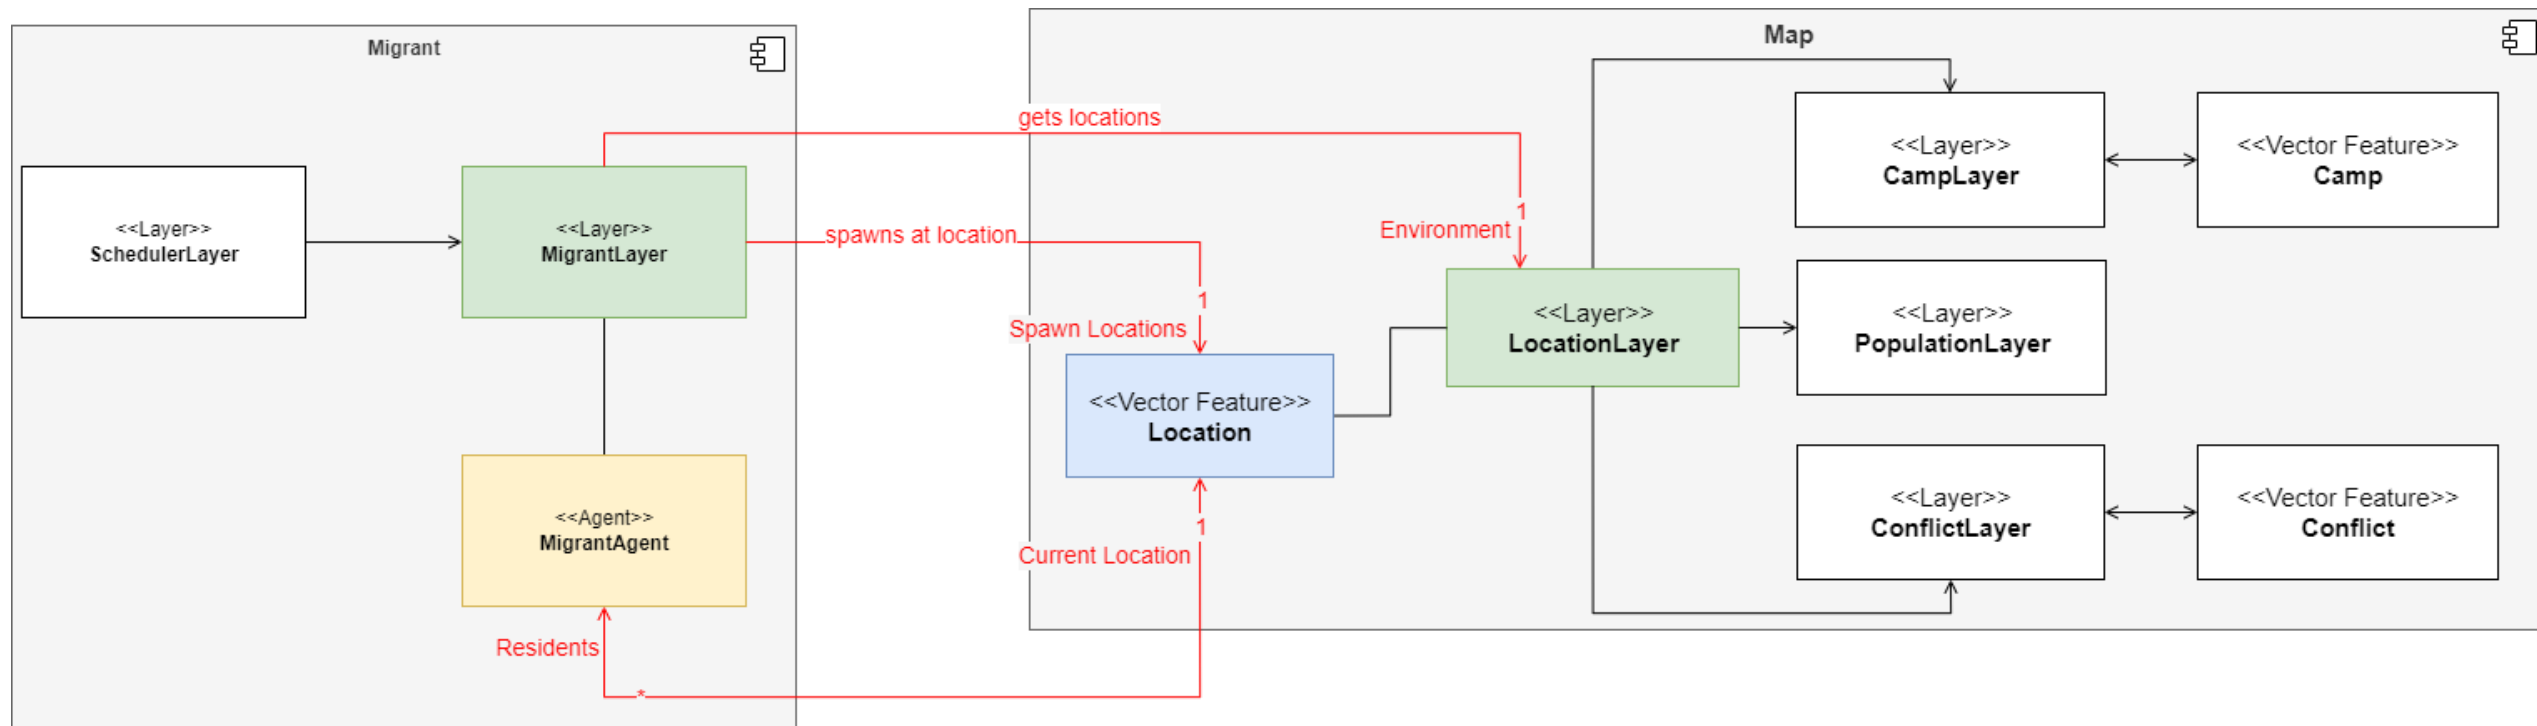 Migrant
<<Layer>>
SchedulerLayer
<<Layer>>
MigrantLayer
<<Agent>>
MigrantAgent
Residents
*
gets locations
spawns at location
1
Spawn Locations
1
Environment
Current Location
1
Map
<<Vector Feature>>
Location
<<Layer>>
LocationLayer
<<Layer>>
CampLayer
<<Vector Feature>>
Camp
<<Layer>>
PopulationLayer
<<Layer>>
ConflictLayer
<<Vector Feature>>
Conflict